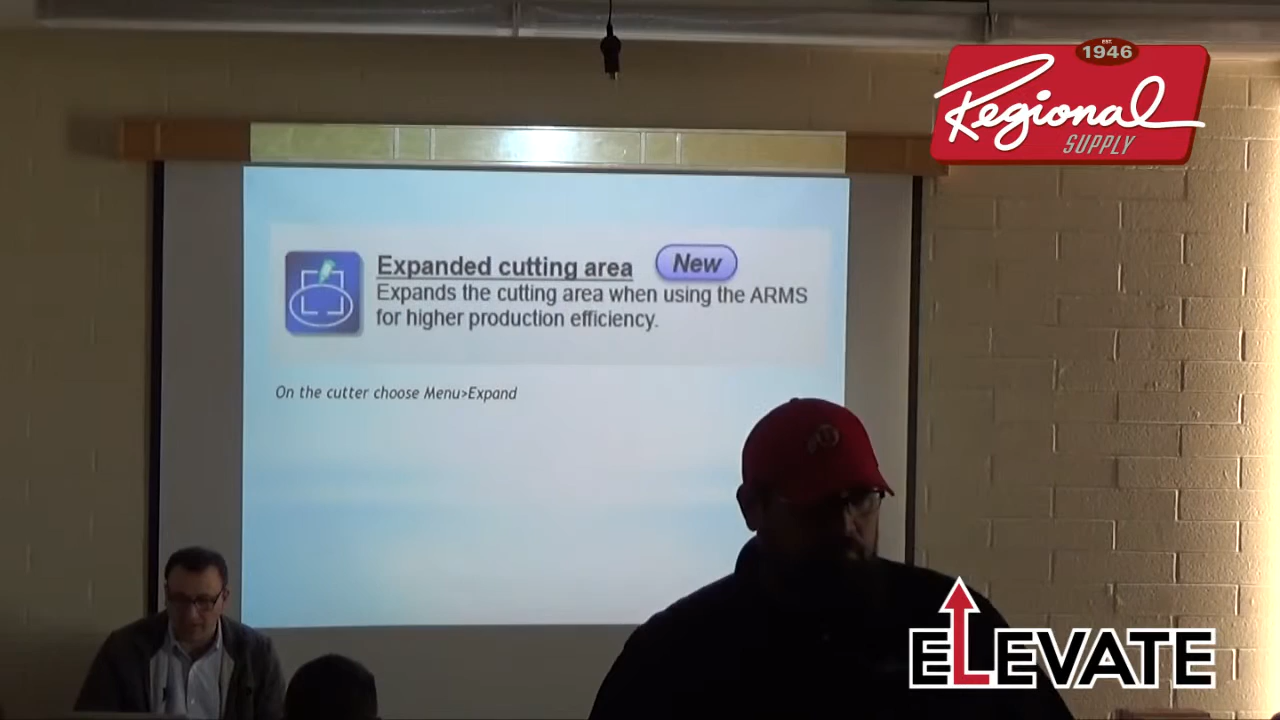 EST.
1946
Regional
SUPPLY
Expanded cutting area New
Expands the cutting area when using the ARMS
for higher production efficiency.
On the cutter choose Menu>Expand
ELEVATE